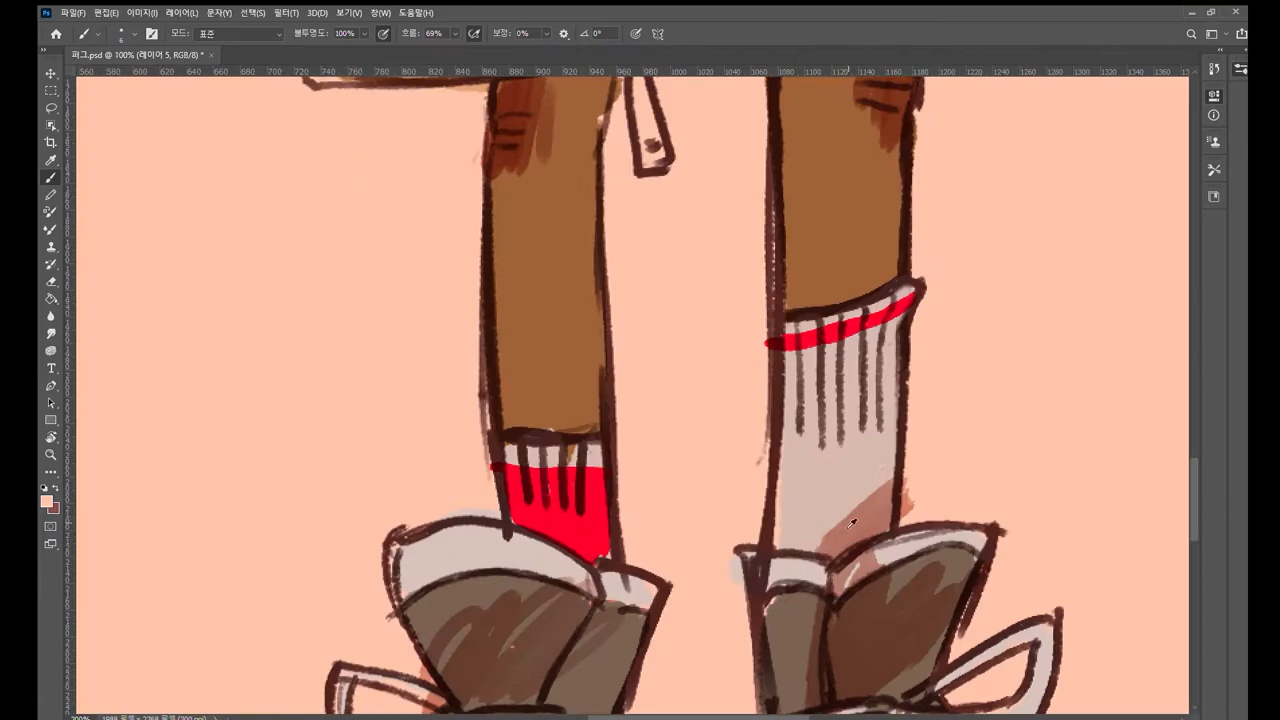 Ps 파일(F) 편집(E) 이미지(I) 레이어(L) 문자(Y) 선택(S) 필터(T) 3D(D) 보기(V) 창(W) 도움말(H)
6 모드: 표준 불투명도: 100% 흐름: 69% 보정: 0% 0°
퍼그.psd @ 200% (레이어 5, RGB/8) *
560 580 600 620 640 660 680 700 720 740 760 780 800 820 840 860 880 900 920 940 960 980 1000 1020 1040 1060 1080 1100 1120 1140 1160 1180 1200 1220 1240 1260 1280 1300 1320 1340 1360
200%